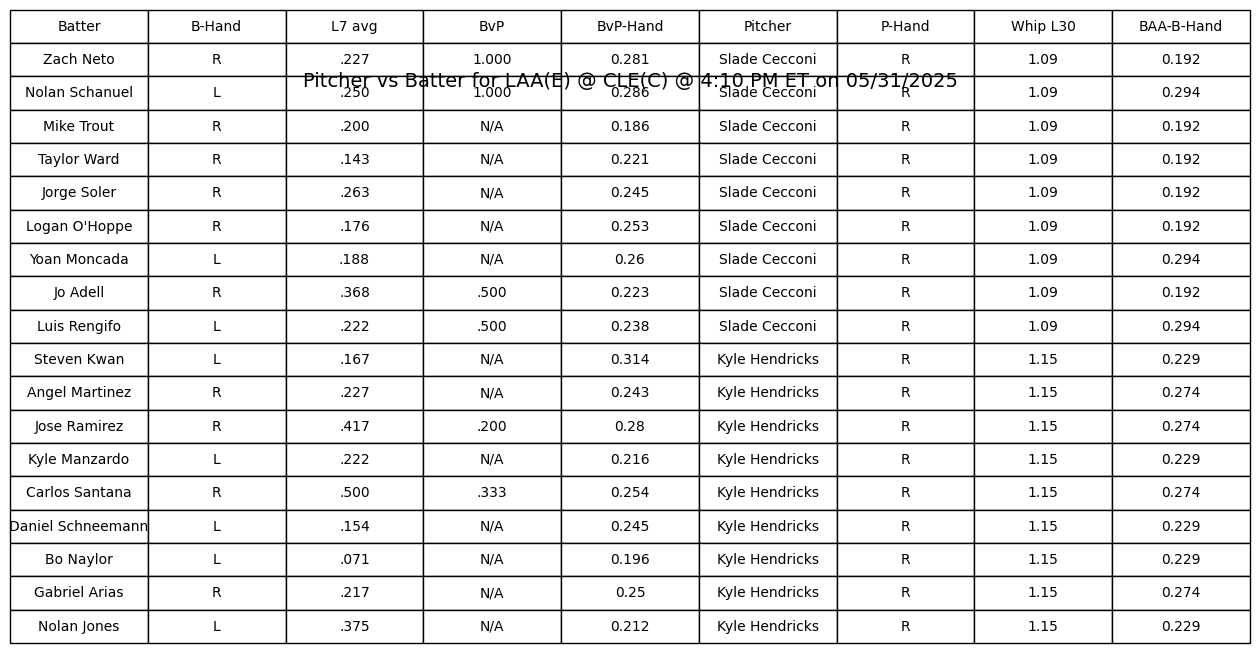 Batter B-Hand L7 avg BvP BvP-Hand Pitcher P-Hand Whip L30 BAA-B-Hand
Zach Neto R .227 1.000 0.281 Slade Cecconi R 1.09 0.192
Pitcher vs Batter for LAA(E) @ CLE(C) @ 4:10 PM ET on 05/31/2025
Nolan Schanuel L .250 1.000 0.286 Slade Cecconi R 1.09 0.294
Mike Trout R .200 N/A 0.186 Slade Cecconi R 1.09 0.192
Taylor Ward R .143 N/A 0.221 Slade Cecconi R 1.09 0.192
Jorge Soler R .263 N/A 0.245 Slade Cecconi R 1.09 0.192
Logan O'Hoppe R .176 N/A 0.253 Slade Cecconi R 1.09 0.192
Yoan Moncada L .188 N/A 0.26 Slade Cecconi R 1.09 0.294
Jo Adell R .368 .500 0.223 Slade Cecconi R 1.09 0.192
Luis Rengifo L .222 .500 0.238 Slade Cecconi R 1.09 0.294
Steven Kwan L .167 N/A 0.314 Kyle Hendricks R 1.15 0.229
Angel Martinez R .227 N/A 0.243 Kyle Hendricks R 1.15 0.274
Jose Ramirez R .417 .200 0.28 Kyle Hendricks R 1.15 0.274
Kyle Manzardo L .222 N/A 0.216 Kyle Hendricks R 1.15 0.229
Carlos Santana R .500 .333 0.254 Kyle Hendricks R 1.15 0.274
Daniel Schneemann L .154 N/A 0.245 Kyle Hendricks R 1.15 0.229
Bo Naylor L .071 N/A 0.196 Kyle Hendricks R 1.15 0.229
Gabriel Arias R .217 N/A 0.25 Kyle Hendricks R 1.15 0.274
Nolan Jones L .375 N/A 0.212 Kyle Hendricks R 1.15 0.229